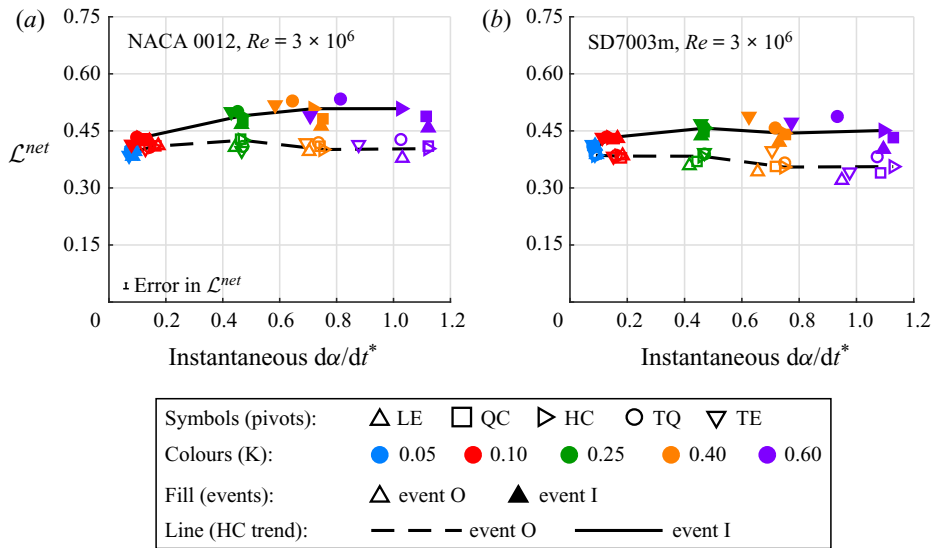 (a)
0.75
0.60
0.45
0.30
0.15
ℒ^net
NACA 0012, Re = 3 × 10^6
Error in ℒ^net
0 0.2 0.4 0.6 0.8 1.0 1.2
Instantaneous dα/dt^*
(b)
0.75
0.60
0.45
0.30
0.15
SD7003m, Re = 3 × 10^6
0 0.2 0.4 0.6 0.8 1.0 1.2
Instantaneous dα/dt^*
Symbols (pivots): LE QC HC TQ TE
Colours (K): 0.05 0.10 0.25 0.40 0.60
Fill (events): event O event I
Line (HC trend): event O event I